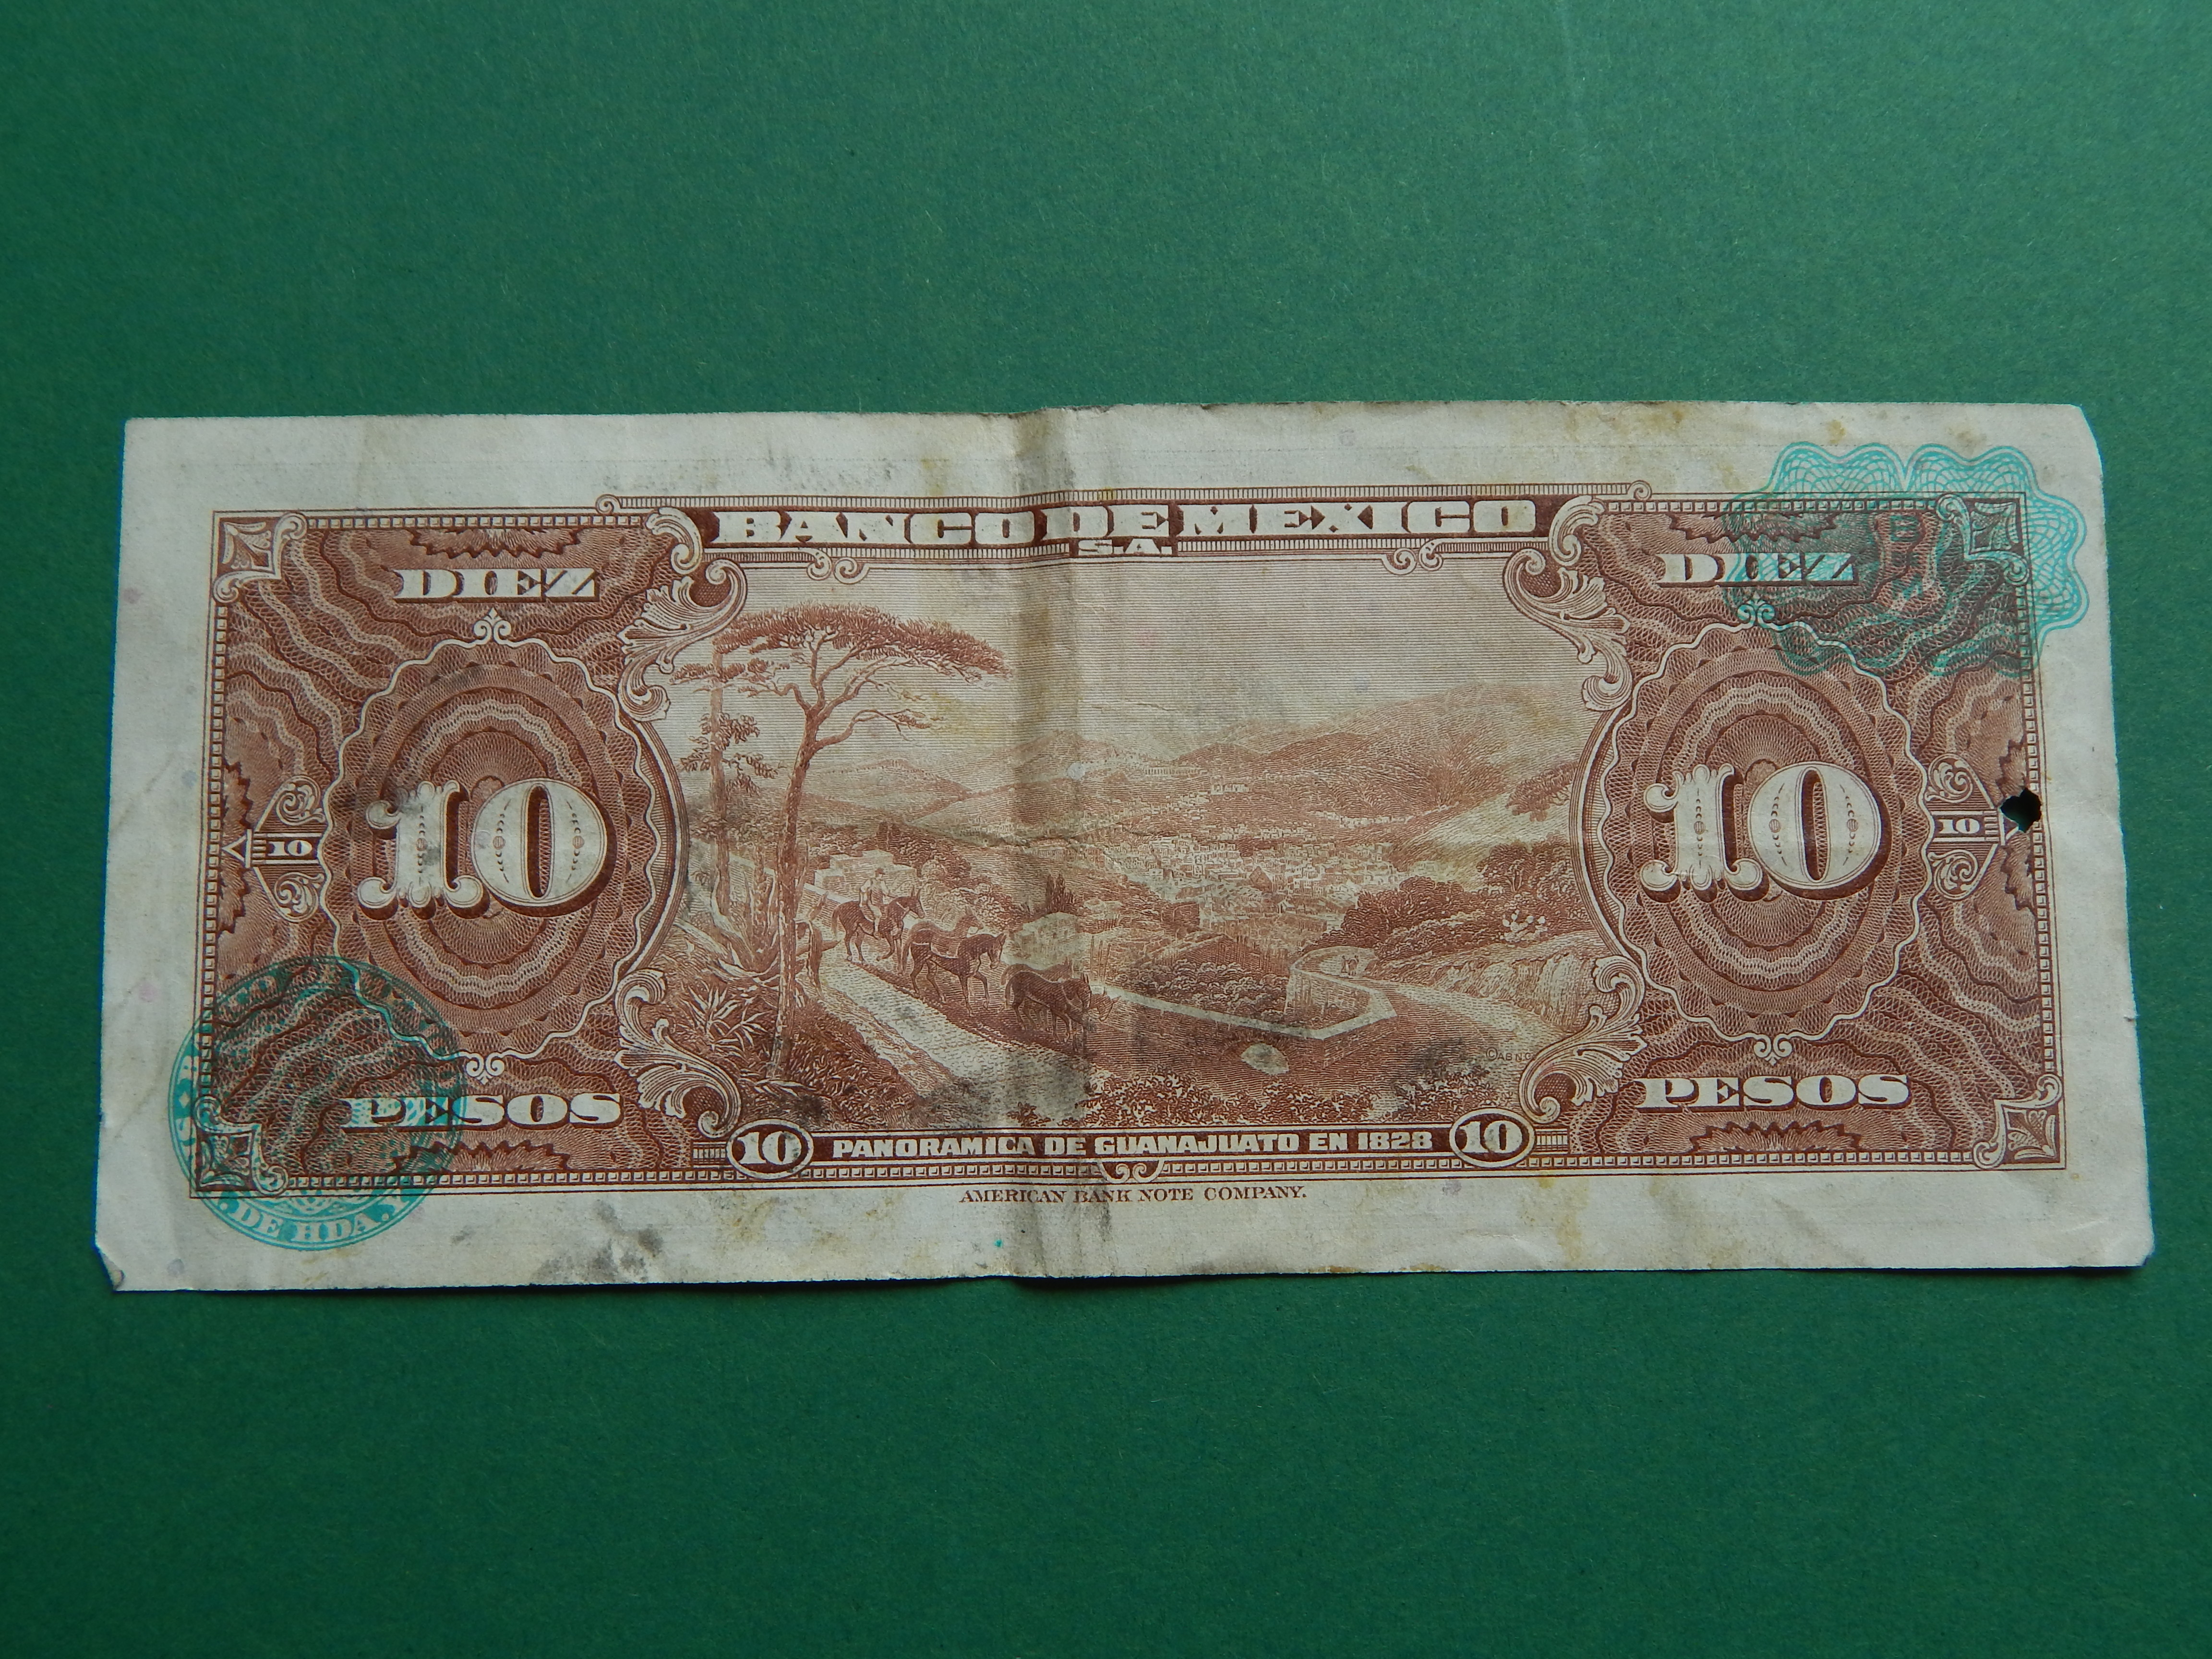 BANCO DE MEXICO
S.A.
DIEZ
DIEZ
10
10
10
10
PESOS
PESOS
DE HDA.
©ABNCo
10 PANORAMICA DE GUANAJUATO EN 1828 10
AMERICAN BANK NOTE COMPANY.